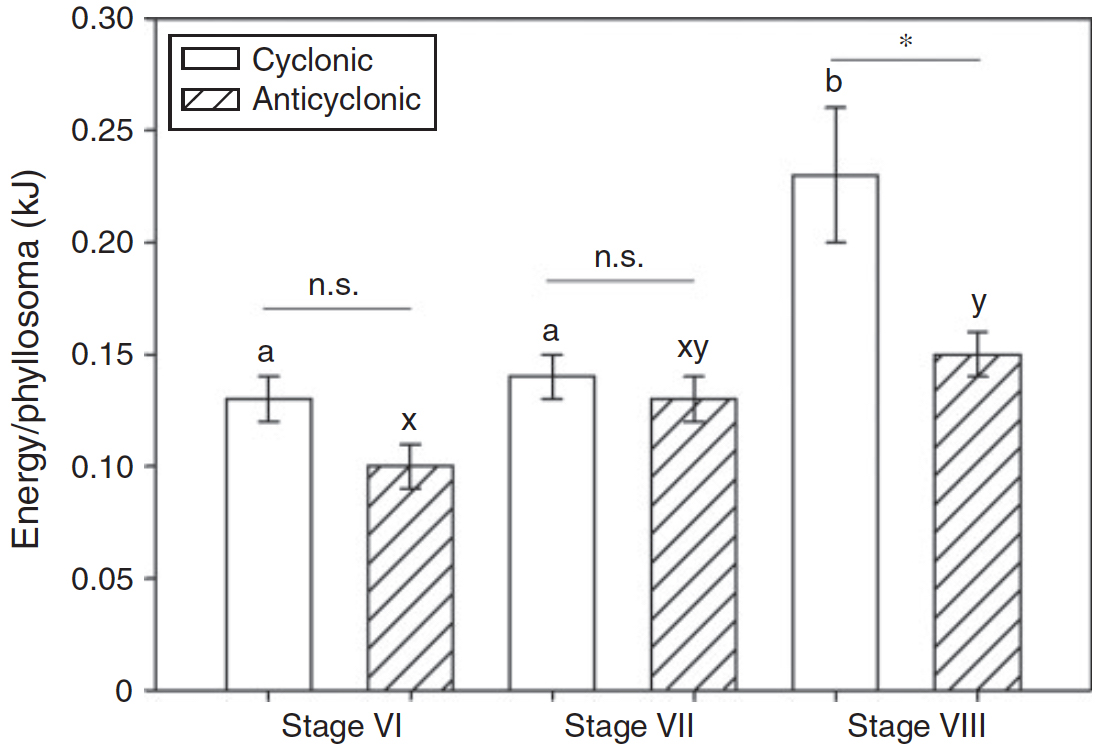 Energy/phyllosoma (kJ)
0.30
0.25
0.20
0.15
0.10
0.05
0
Cyclonic
Anticyclonic
n.s.
a
x
n.s.
a
xy
*
b
y
Stage VI
Stage VII
Stage VIII